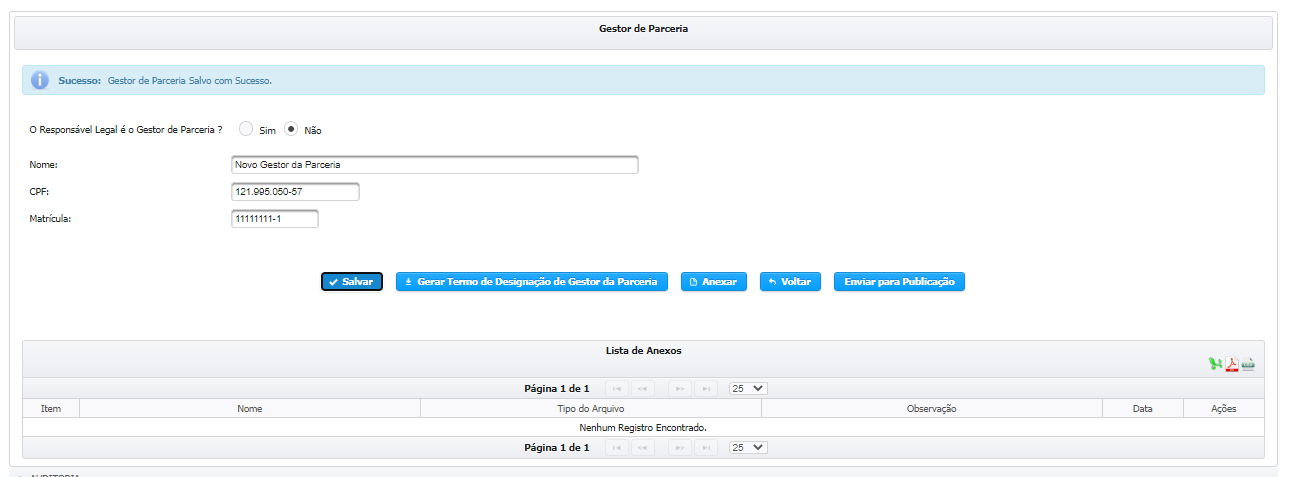 Gestor de Parceria
Sucesso: Gestor de Parceria Salvo com Sucesso.
O Responsável Legal é o Gestor de Parceria ? Sim Não
Nome: Novo Gestor da Parceria
CPF: 121.995.050-57
Matrícula: 11111111-1
Salvar Gerar Termo de Designação de Gestor da Parceria Anexar Voltar Enviar para Publicação
Lista de Anexos
Página 1 de 1 25
Item Nome Tipo do Arquivo Observação Data Ações
Nenhum Registro Encontrado.
Página 1 de 1 25
AUDITORIA